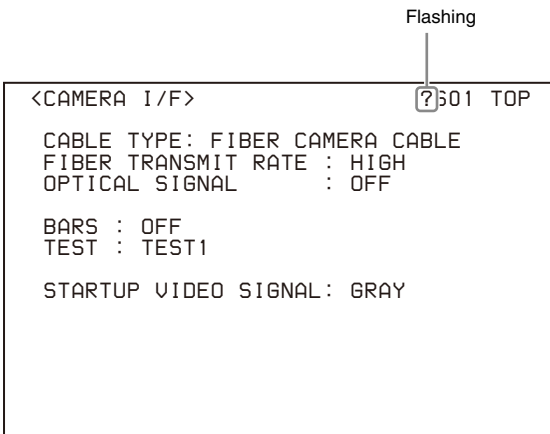 Flashing
<CAMERA I/F> ?S01 TOP
CABLE TYPE: FIBER CAMERA CABLE
FIBER TRANSMIT RATE : HIGH
OPTICAL SIGNAL : OFF
BARS : OFF
TEST : TEST1
STARTUP VIDEO SIGNAL: GRAY